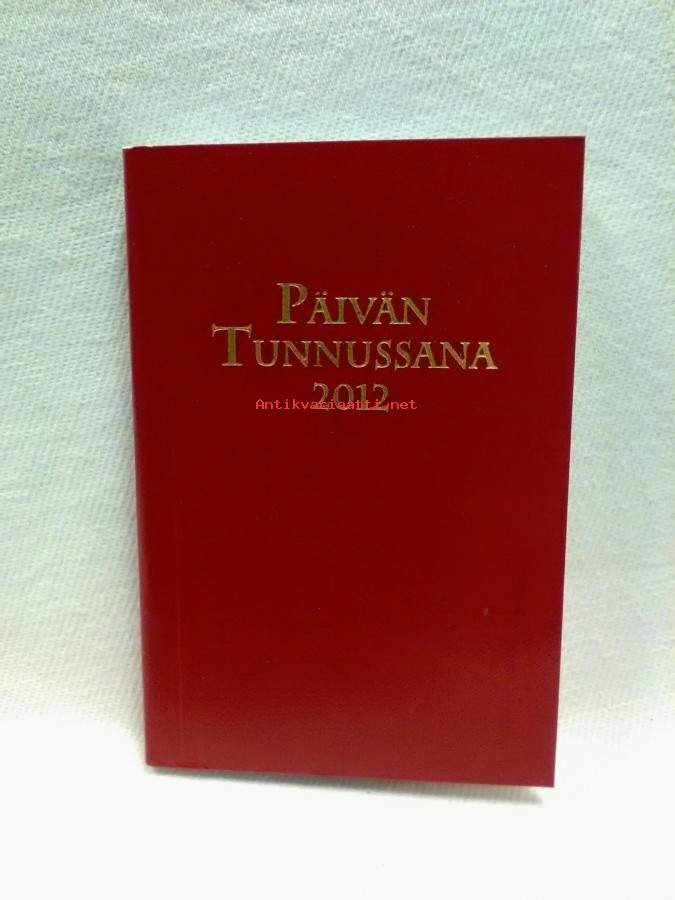 PÄIVÄN
TUNNUSSANA
2012
Antikvariaatti.net